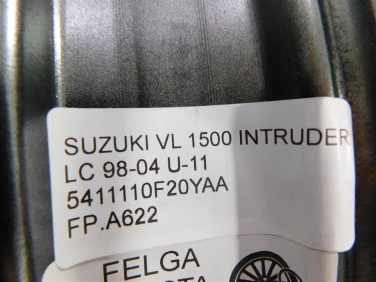 SUZUKI VL 1500 INTRUDER
LC 98-04 U-11
5411110F20YAA
FP.A622
FELGA